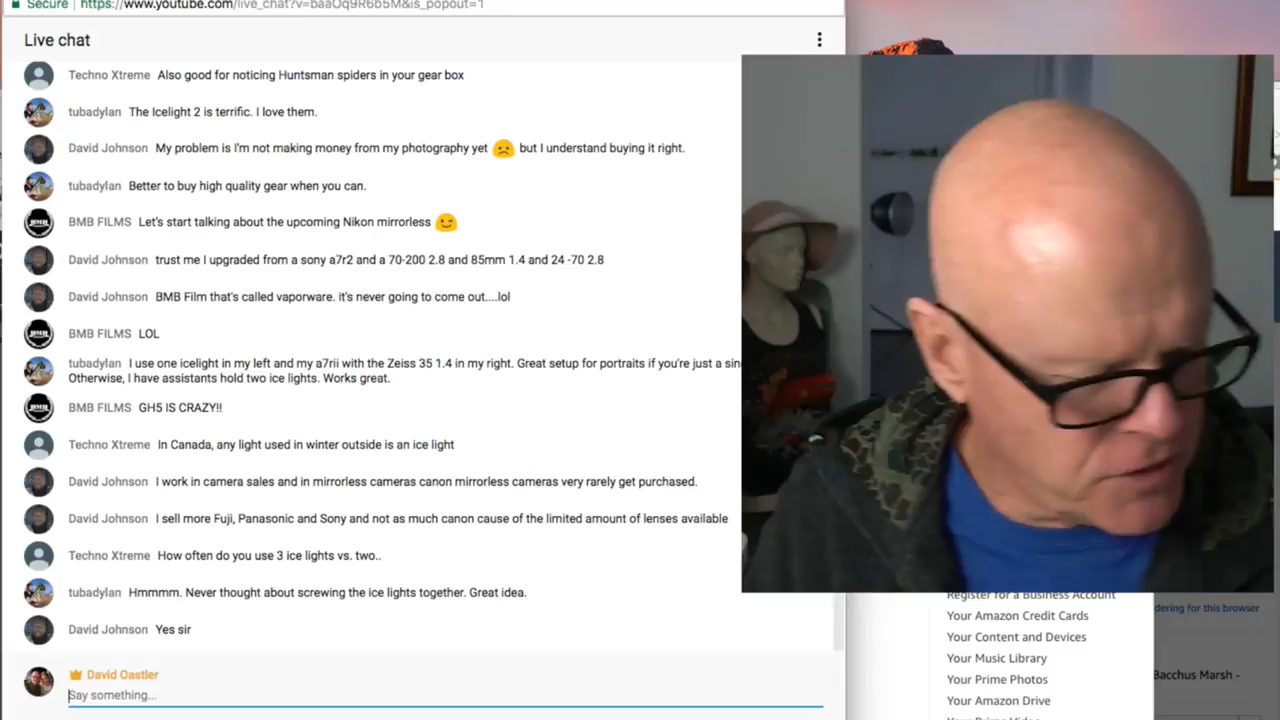 Secure https://www.youtube.com/live_chat?v=baaOq9R6b5M&is_popout=1
Live chat
Techno Xtreme Also good for noticing Huntsman spiders in your gear box
tubadylan The Icelight 2 is terrific. I love them.
David Johnson My problem is I'm not making money from my photography yet ☹️ but I understand buying it right.
tubadylan Better to buy high quality gear when you can.
BMB FILMS Let's start talking about the upcoming Nikon mirrorless 😉
David Johnson trust me I upgraded from a sony a7r2 and a 70-200 2.8 and 85mm 1.4 and 24 -70 2.8
David Johnson BMB Film that's called vaporware. it's never going to come out....lol
BMB FILMS LOL
tubadylan I use one icelight in my left and my a7rii with the Zeiss 35 1.4 in my right. Great setup for portraits if you're just a sin
Otherwise, I have assistants hold two ice lights. Works great.
BMB FILMS GH5 IS CRAZY!!
Techno Xtreme In Canada, any light used in winter outside is an ice light
David Johnson I work in camera sales and in mirrorless cameras canon mirrorless cameras very rarely get purchased.
David Johnson I sell more Fuji, Panasonic and Sony and not as much canon cause of the limited amount of lenses available
Techno Xtreme How often do you use 3 ice lights vs. two..
tubadylan Hmmmm. Never thought about screwing the ice lights together. Great idea.
David Johnson Yes sir
David Oastler
Say something...
Register for a Business Account
Your Amazon Credit Cards
Your Content and Devices
Your Music Library
Your Prime Photos
Your Amazon Drive
dering for this browser
Bacchus Marsh -